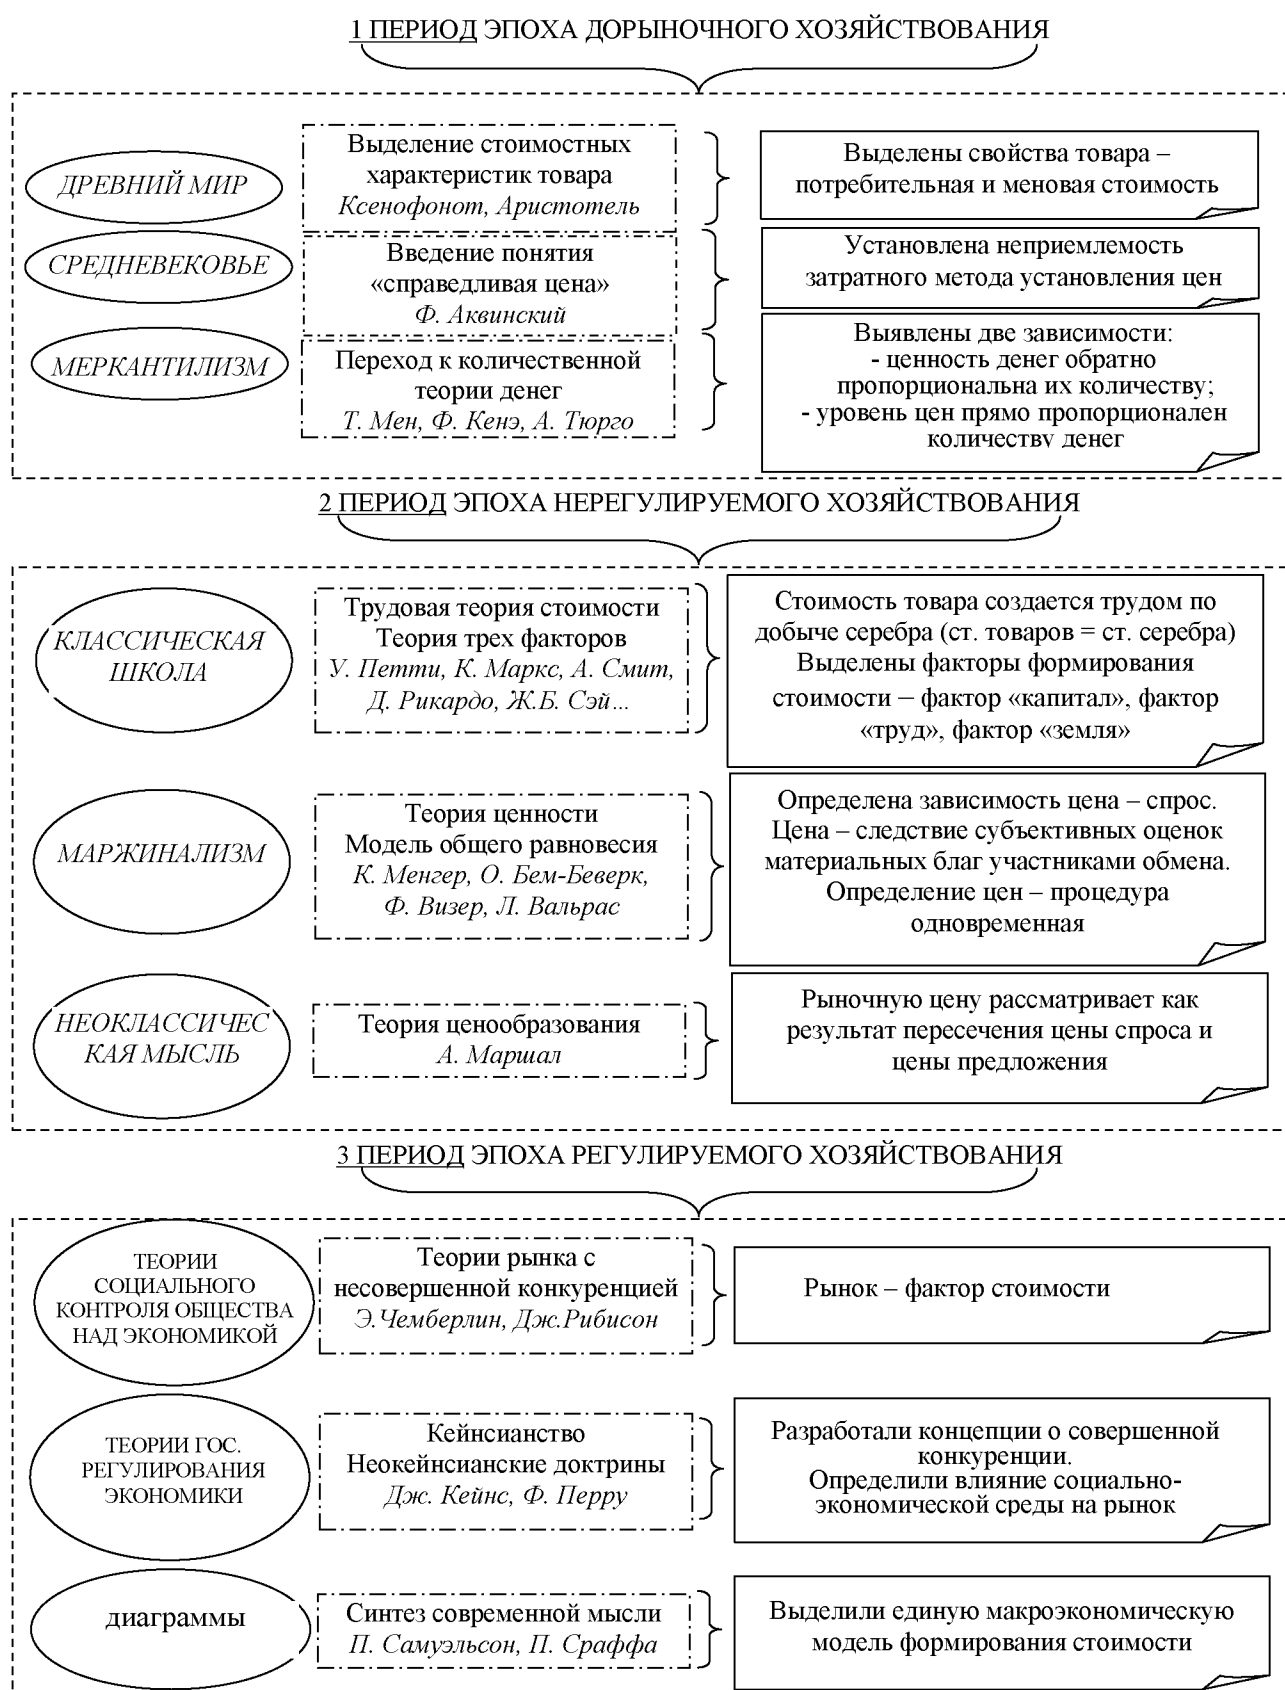 1 ПЕРИОД ЭПОХА ДОРЫНОЧНОГО ХОЗЯЙСТВОВАНИЯ
ДРЕВНИЙ МИР
Выделение стоимостных
характеристик товара
Ксенофонот, Аристотель
Выделены свойства товара –
потребительная и меновая стоимость
СРЕДНЕВЕКОВЬЕ
Введение понятия
«справедливая цена»
Ф. Аквинский
Установлена неприемлемость
затратного метода установления цен
МЕРКАНТИЛИЗМ
Переход к количественной
теории денег
Т. Мен, Ф. Кенэ, А. Тюрго
Выявлены две зависимости:
- ценность денег обратно
пропорциональна их количеству;
- уровень цен прямо пропорционален
количеству денег
2 ПЕРИОД ЭПОХА НЕРЕГУЛИРУЕМОГО ХОЗЯЙСТВОВАНИЯ
КЛАССИЧЕСКАЯ
ШКОЛА
Трудовая теория стоимости
Теория трех факторов
У. Петти, К. Маркс, А. Смит,
Д. Рикардо, Ж.Б. Сэй...
Стоимость товара создается трудом по
добыче серебра (ст. товаров = ст. серебра)
Выделены факторы формирования
стоимости – фактор «капитал», фактор
«труд», фактор «земля»
МАРЖИНАЛИЗМ
Теория ценности
Модель общего равновесия
К. Менгер, О. Бем-Беверк,
Ф. Визер, Л. Вальрас
Определена зависимость цена – спрос.
Цена – следствие субъективных оценок
материальных благ участниками обмена.
Определение цен – процедура
одновременная
НЕОКЛАССИЧЕС
КАЯ МЫСЛЬ
Теория ценообразования
А. Маршал
Рыночную цену рассматривает как
результат пересечения цены спроса и
цены предложения
3 ПЕРИОД ЭПОХА РЕГУЛИРУЕМОГО ХОЗЯЙСТВОВАНИЯ
ТЕОРИИ
СОЦИАЛЬНОГО
КОНТРОЛЯ ОБЩЕСТВА
НАД ЭКОНОМИКОЙ
Теории рынка с
несовершенной конкуренцией
Э.Чемберлин, Дж.Рибисон
Рынок – фактор стоимости
ТЕОРИИ ГОС.
РЕГУЛИРОВАНИЯ
ЭКОНОМИКИ
Кейнсианство
Неокейнсианские доктрины
Дж. Кейнс, Ф. Перру
Разработали концепции о совершенной
конкуренции.
Определили влияние социально-
экономической среды на рынок
диаграммы
Синтез современной мысли
П. Самуэльсон, П. Сраффа
Выделили единую макроэкономическую
модель формирования стоимости